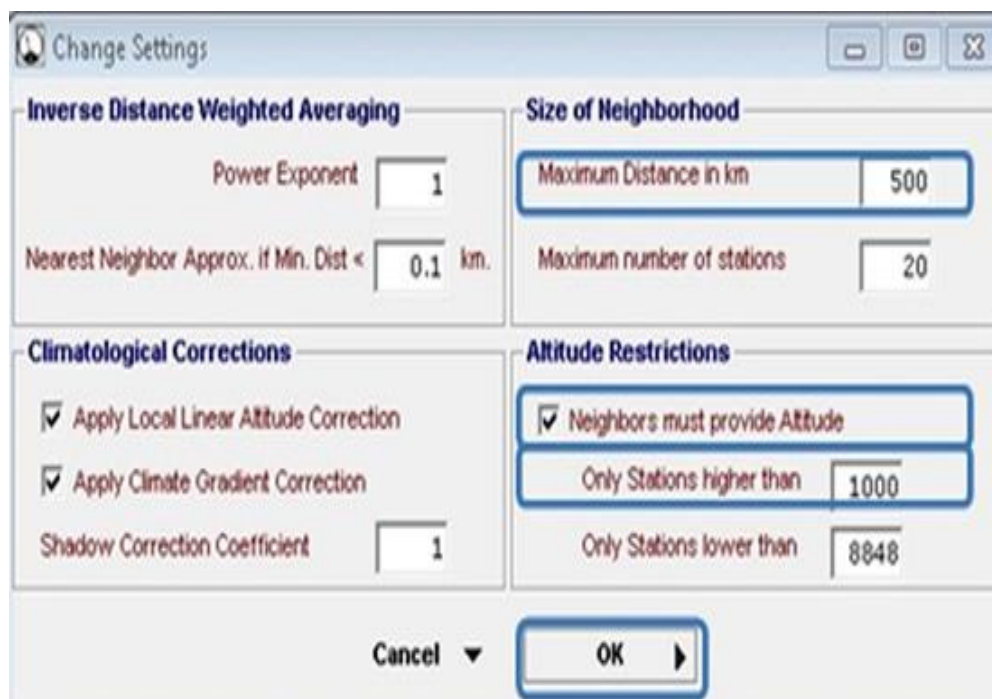 Change Settings
Inverse Distance Weighted Averaging
Power Exponent 1
Nearest Neighbor Approx. if Min. Dist < 0.1 km.
Size of Neighborhood
Maximum Distance in km 500
Maximum number of stations 20
Climatological Corrections
Apply Local Linear Altitude Correction
Apply Climate Gradient Correction
Shadow Correction Coefficient 1
Altitude Restrictions
Neighbors must provide Altitude
Only Stations higher than 1000
Only Stations lower than 8848
Cancel
OK